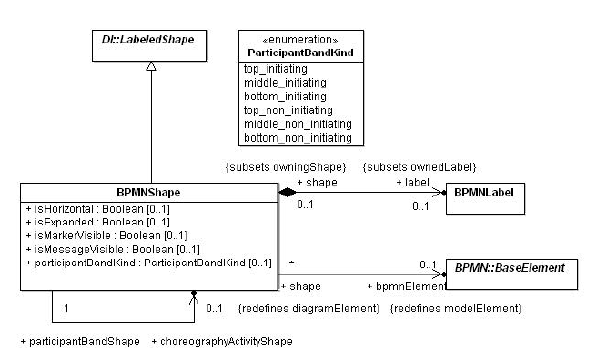 DI::LabeledShape
«enumeration»
ParticipantBandKind
top_initiating
middle_initiating
bottom_initiating
top_non_initiating
middle_non_initiating
bottom_non_initiating
{subsets owningShape} {subsets ownedLabel}
+ shape + label
0..1 0..1
BPMNShape
+ isHorizontal : Boolean [0..1]
+ isExpanded : Boolean [0..1]
+ isMarkerVisible : Boolean [0..1]
+ isMessageVisible : Boolean [0..1]
+ participantBandKind : ParticipantBandKind [0..1]
BPMNLabel
0..1
BPMN::BaseElement
+ shape + bpmnElement
1 0..1 {redefines diagramElement} {redefines modelElement}
+ participantBandShape + choreographyActivityShape